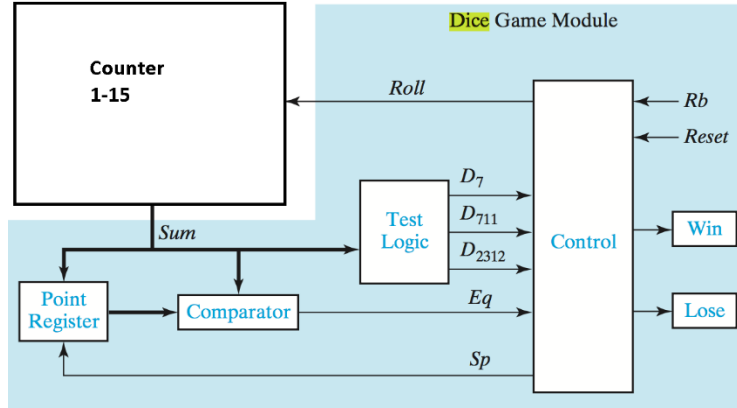 Dice Game Module
Counter
1-15
Roll
Rb
Reset
D7
D711
D2312
Test
Logic
Control
Win
Sum
Point
Register
Comparator
Eq
Lose
Sp